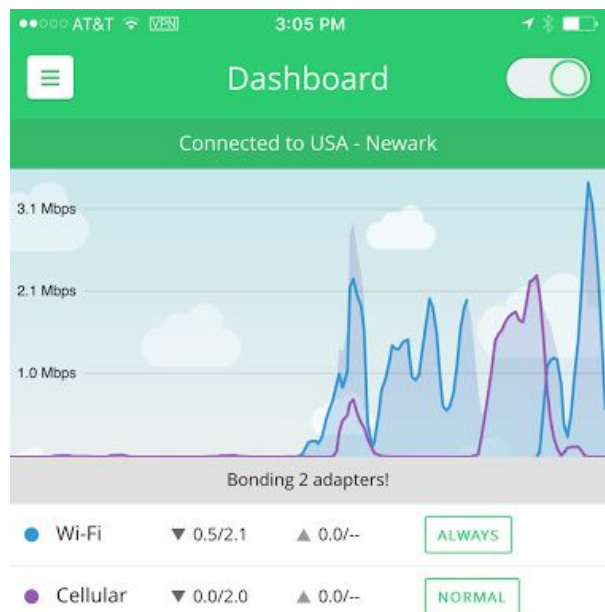 AT&T VPN 3:05 PM
Dashboard
Connected to USA - Newark
3.1 Mbps
2.1 Mbps
1.0 Mbps
Bonding 2 adapters!
Wi-Fi ▼ 0.5/2.1 ▲ 0.0/-- ALWAYS
Cellular ▼ 0.0/2.0 ▲ 0.0/-- NORMAL